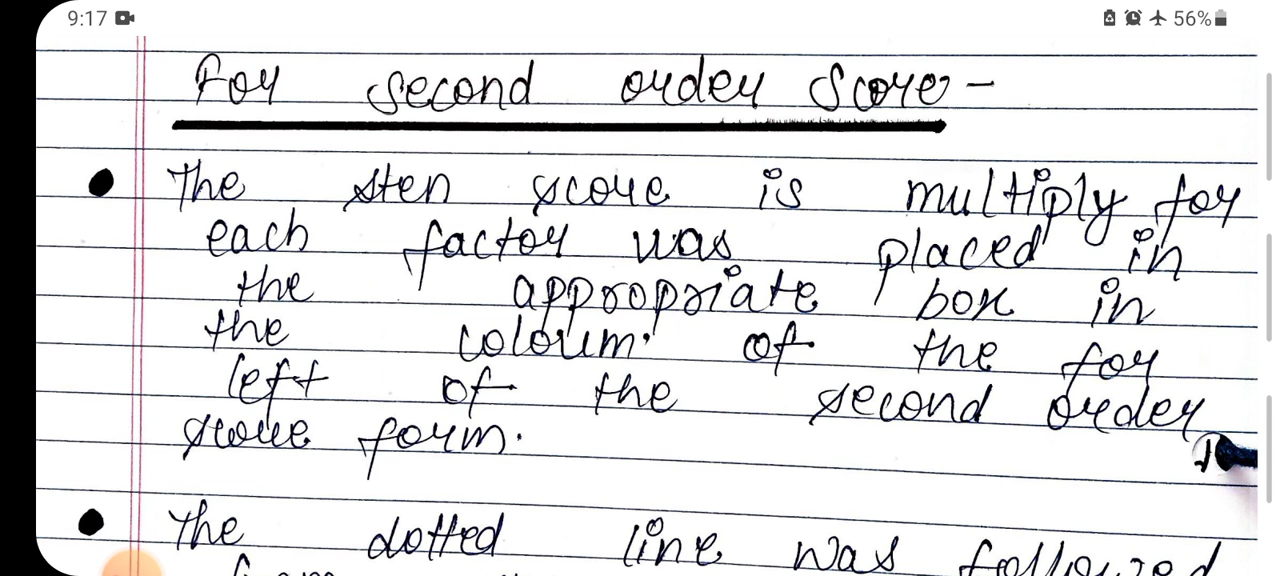 9:17 56%
For second order Score-
The sten score is multiply for
each factor was placed in
the appropriate box in
the coloum. of the for
left of the second order
score form.
The dotted line was followed